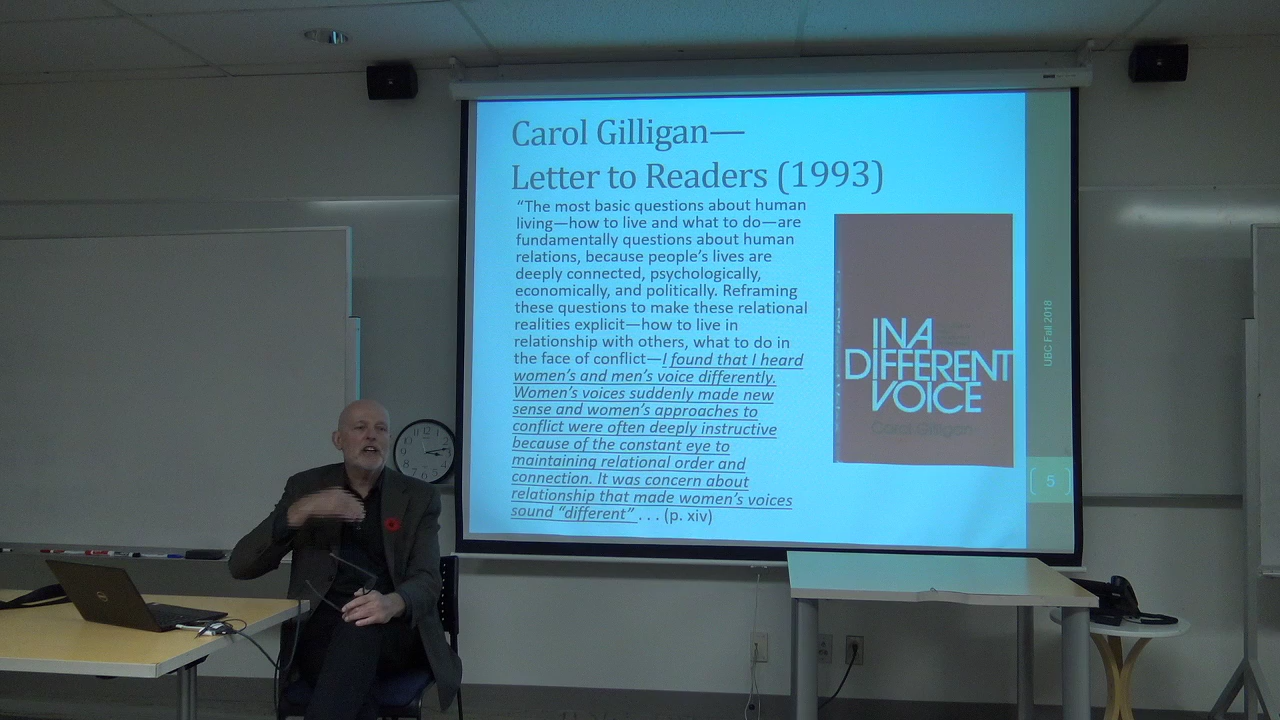 Carol Gilligan—
Letter to Readers (1993)
“The most basic questions about human
living—how to live and what to do—are
fundamentally questions about human
relations, because people’s lives are
deeply connected, psychologically,
economically, and politically. Reframing
these questions to make these relational
realities explicit—how to live in
relationship with others, what to do in
the face of conflict—I found that I heard
women’s and men’s voice differently.
Women’s voices suddenly made new
sense and women’s approaches to
conflict were often deeply instructive
because of the constant eye to
maintaining relational order and
connection. It was concern about
relationship that made women’s voices
sound “different” . . . (p. xiv)
IN A
DIFFERENT
VOICE
Carol Gilligan
UBC Fall 2018
5